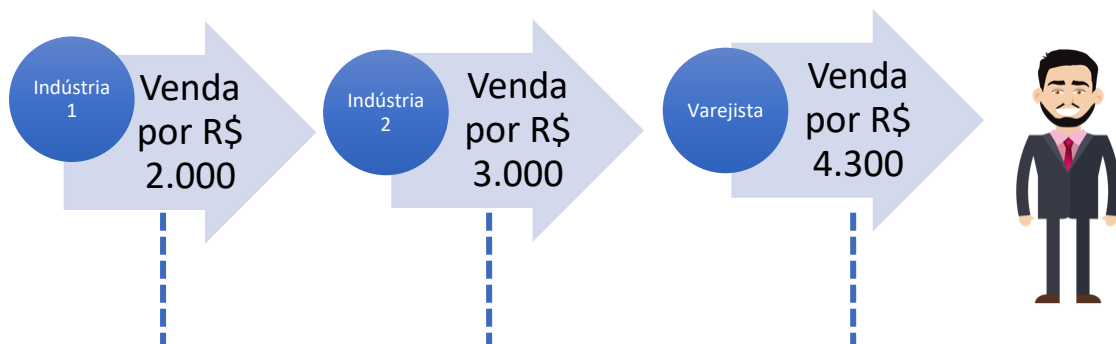 Indústria
1
Venda
por R$
2.000
Indústria
2
Venda
por R$
3.000
Varejista
Venda
por R$
4.300